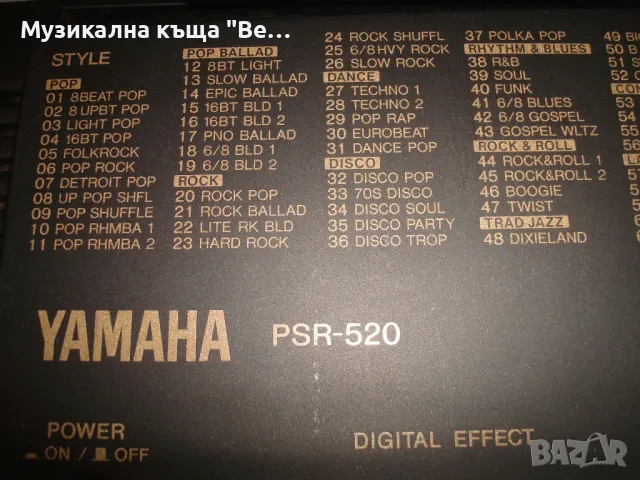 Музикална къща "Ве...
STYLE
POP
01 8BEAT POP
02 8UPBT POP
03 LIGHT POP
04 16BT POP
05 FOLKROCK
06 POP ROCK
07 DETROIT POP
08 UP POP SHFL
09 POP SHUFFLE
10 POP RHMBA 1
11 POP RHMBA 2
POP BALLAD
12 8BT LIGHT
13 SLOW BALLAD
14 EPIC BALLAD
15 16BT BLD 1
16 16BT BLD 2
17 PNO BALLAD
18 6/8 BLD 1
19 6/8 BLD 2
ROCK
20 ROCK POP
21 ROCK BALLAD
22 LITE RK BLD
23 HARD ROCK
24 ROCK SHUFFL
25 6/8 HVY ROCK
26 SLOW ROCK
DANCE
27 TECHNO 1
28 TECHNO 2
29 POP RAP
30 EUROBEAT
31 DANCE POP
DISCO
32 DISCO POP
33 70S DISCO
34 DISCO SOUL
35 DISCO PARTY
36 DISCO TROP
37 POLKA POP
RHYTHM & BLUES
38 R&B
39 SOUL
40 FUNK
41 6/8 BLUES
42 6/8 GOSPEL
43 GOSPEL WLTZ
ROCK & ROLL
44 ROCK&ROLL 1
45 ROCK&ROLL 2
46 BOOGIE
47 TWIST
TRAD JAZZ
48 DIXIELAND
49
50
51
52
YAMAHA
PSR-520
POWER
ON / OFF
DIGITAL EFFECT
BAZAR
bg